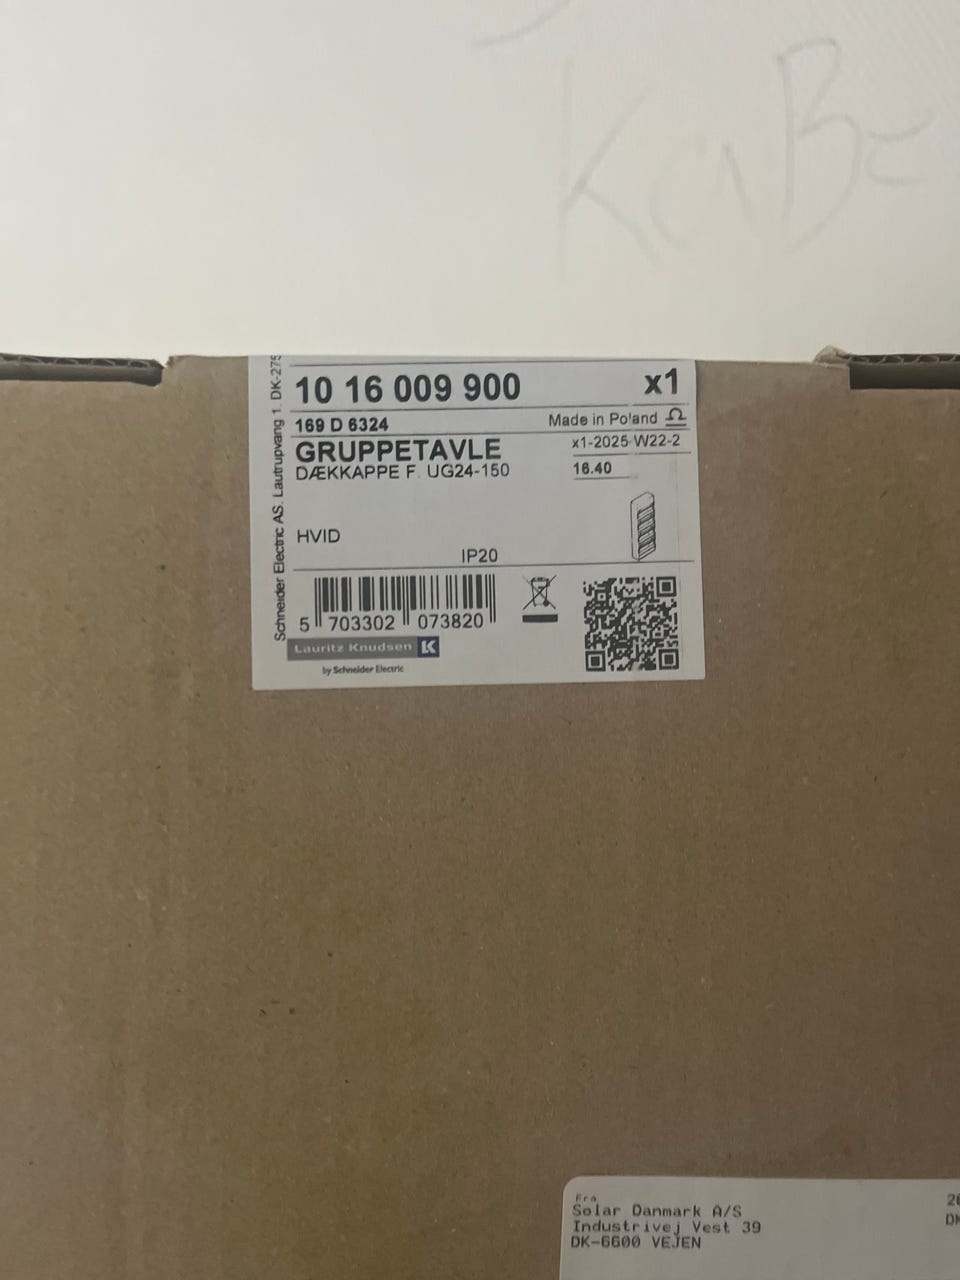 10 16 009 900 x1
169 D 6324 Made in Poland
GRUPPETAVLE x1-2025-W22-2
DÆKKAPPE F. UG24-150 16.40
HVID
IP20
Schneider Electric AS. Lautrupvang 1. DK-275
5 703302 073820
Lauritz Knudsen LK
by Schneider Electric
Fra
Solar Danmark A/S
Industrivej Vest 39
DK-6600 VEJEN